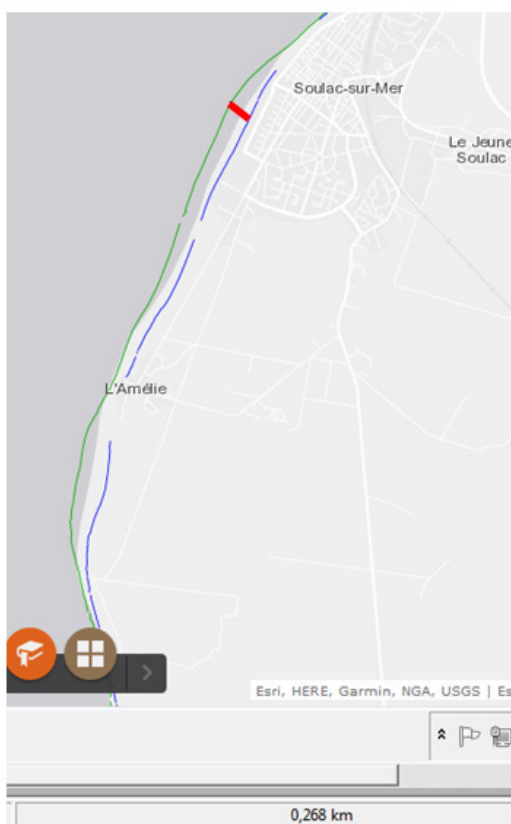 Soulac-sur-Mer
Le Jeune
Soulac
L'Amélie
Esri, HERE, Garmin, NGA, USGS | Es
0,268 km